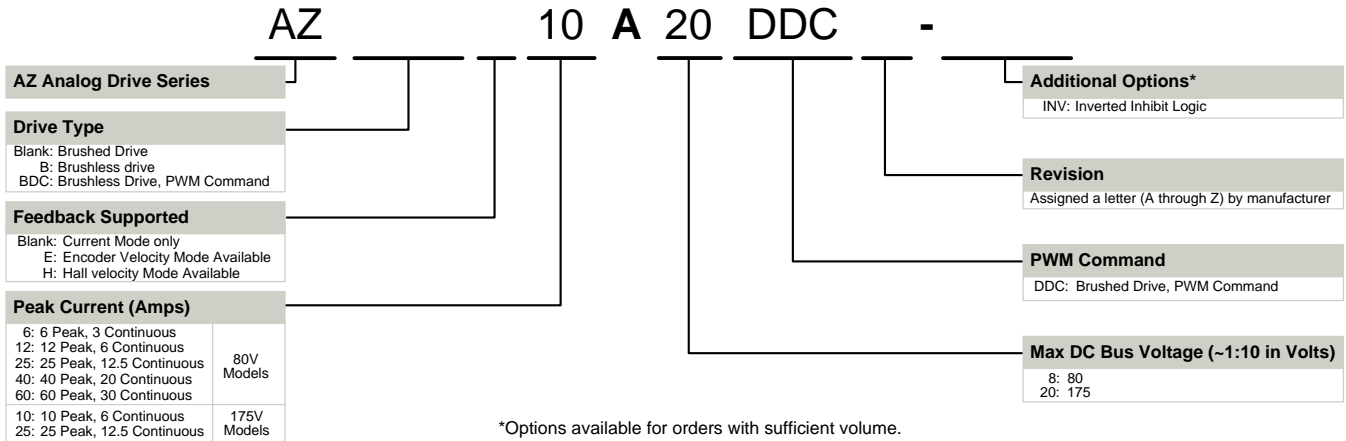 AZ 10 A 20 DDC -
AZ Analog Drive Series
Drive Type
Blank: Brushed Drive
B: Brushless drive
BDC: Brushless Drive, PWM Command
Feedback Supported
Blank: Current Mode only
E: Encoder Velocity Mode Available
H: Hall velocity Mode Available
Peak Current (Amps)
6: 6 Peak, 3 Continuous
12: 12 Peak, 6 Continuous
25: 25 Peak, 12.5 Continuous
40: 40 Peak, 20 Continuous
60: 60 Peak, 30 Continuous
80V
Models
10: 10 Peak, 6 Continuous
25: 25 Peak, 12.5 Continuous
175V
Models
Additional Options*
INV: Inverted Inhibit Logic
Revision
Assigned a letter (A through Z) by manufacturer
PWM Command
DDC: Brushed Drive, PWM Command
Max DC Bus Voltage (~1:10 in Volts)
8: 80
20: 175
*Options available for orders with sufficient volume.